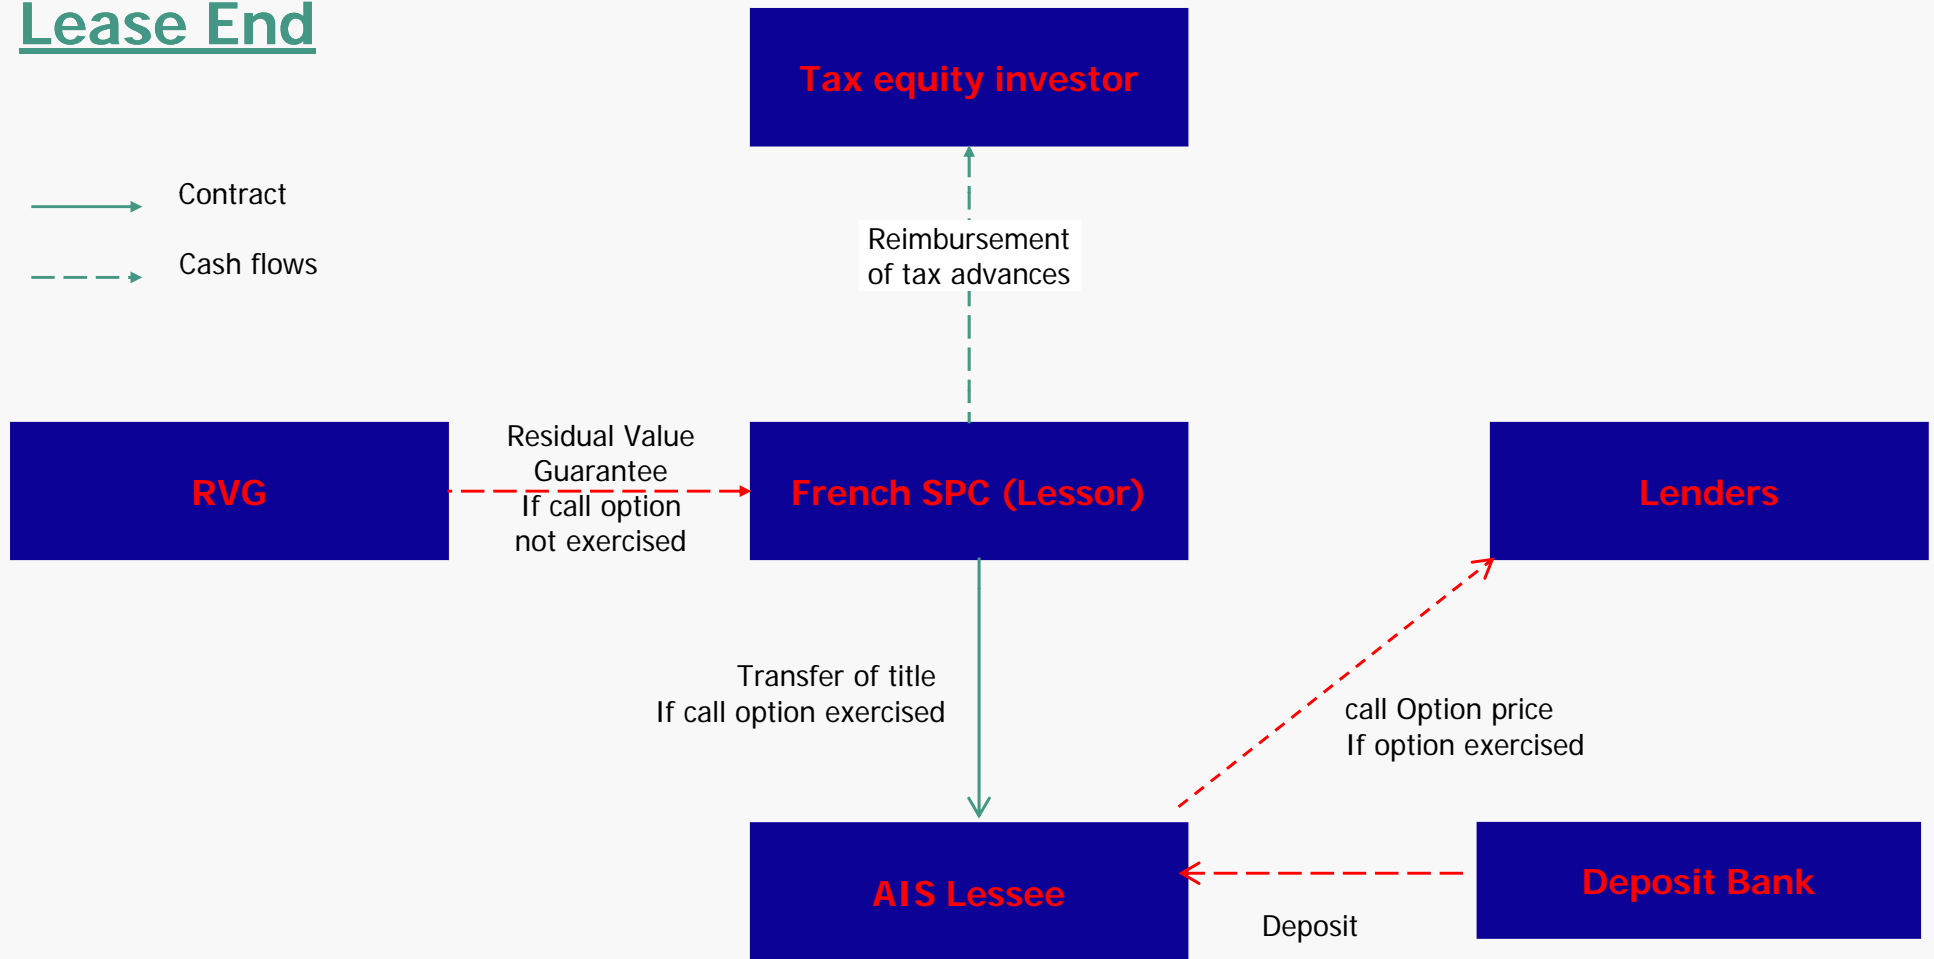 Lease End
Tax equity investor
Contract
Cash flows
Reimbursement
of tax advances
RVG
Residual Value
Guarantee
If call option
not exercised
French SPC (Lessor)
Lenders
Transfer of title
If call option exercised
call Option price
If option exercised
AIS Lessee
Deposit
Deposit Bank